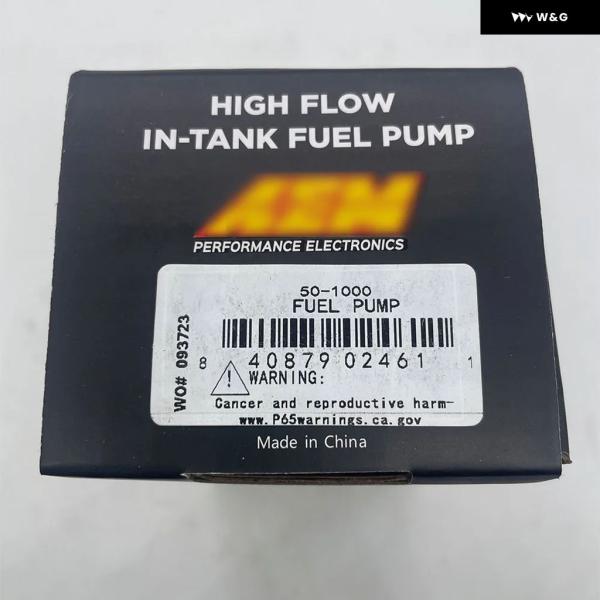 W&G
HIGH FLOW
IN-TANK FUEL PUMP
AEM
PERFORMANCE ELECTRONICS
50-1000
FUEL PUMP
WO# 093723
8 40879 02461 1
WARNING:
Cancer and reproductive harm-
www.P65warnings.ca.gov
Made in China